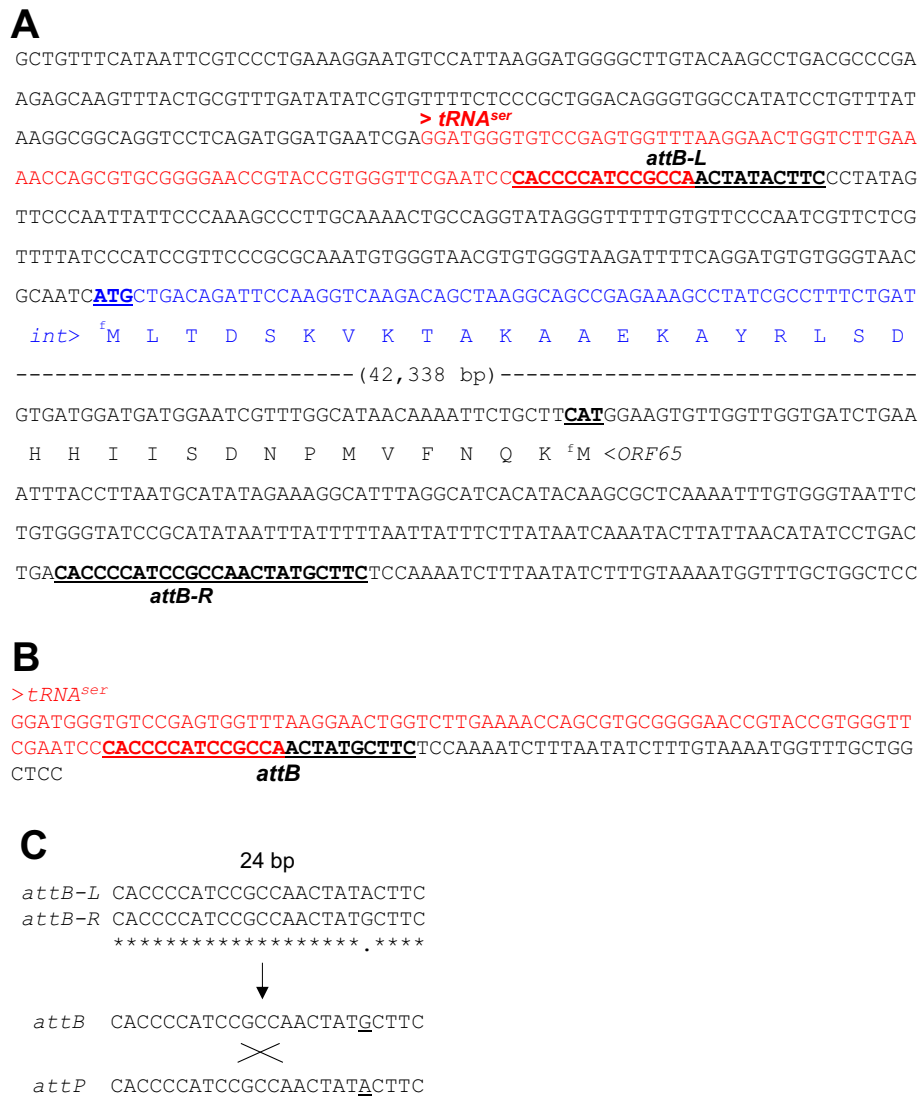 A
GCTGTTTCATAATTCGTCCCTGAAAGGAATGTCCATTAAGGATGGGGCTTGTACAAGCCTGACGCCCGA
AGAGCAAGTTTACTGCGTTTGATATATCGTGTTTTCTCCCGCTGGACAGGGTGGCCATATCCTGTTTAT
> tRNAser
AAGGCGGCAGGTCCTCAGATGGATGAATCGAGGATGGGTGTCCGAGTGGTTTAAGGAACTGGTCTTGAA
attB-L
AACCAGCGTGCGGGGAACCGTACCGTGGGTTCGAATCCCACCCCATCCGCCAACTATACTTCCCTATAG
TTCCCAATTATTCCCAAAGCCCTTGCAAAACTGCCAGGTATAGGGTTTTTGTGTTCCCAATCGTTCTCG
TTTTATCCCATCCGTTCCCGCGCAAATGTGGGTAACGTGTGGGTAAGATTTTCAGGATGTGTGGGTAAC
GCAATCATGCTGACAGATTCCAAGGTCAAGACAGCTAAGGCAGCCGAGAAAGCCTATCGCCTTTCTGAT
int> fM L T D S K V K T A K A A E K A Y R L S D
--------------------------(42,338 bp)--------------------------------
GTGATGGATGATGGAATCGTTTGGCATAACAAAATTCTGCTTCATGGAAGTGTTGGTTGGTGATCTGAA
H H I I S D N P M V F N Q K fM <ORF65
ATTTACCTTAATGCATATAGAAAGGCATTTAGGCATCACATACAAGCGCTCAAAATTTGTGGGTAATTC
TGTGGGTATCCGCATATAATTTATTTTTAATTATTTCTTATAATCAAATACTTATTAACATATCCTGAC
TGACACCCCATCCGCCAACTATGCTTCTCCAAAATCTTTAATATCTTTGTAAAATGGTTTGCTGGCTCC
attB-R
B
>tRNAser
GGATGGGTGTCCGAGTGGTTTAAGGAACTGGTCTTGAAAACCAGCGTGCGGGGAACCGTACCGTGGGTT
CGAATCCCACCCCATCCGCCAACTATGCTTCTCCAAAATCTTTAATATCTTTGTAAAATGGTTTGCTGG
CTCC
attB
C
24 bp
attB-L CACCCCATCCGCCAACTATACTTC
attB-R CACCCCATCCGCCAACTATGCTTC
*******************.****
attB CACCCCATCCGCCAACTATGCTTC
attP CACCCCATCCGCCAACTATACTTC